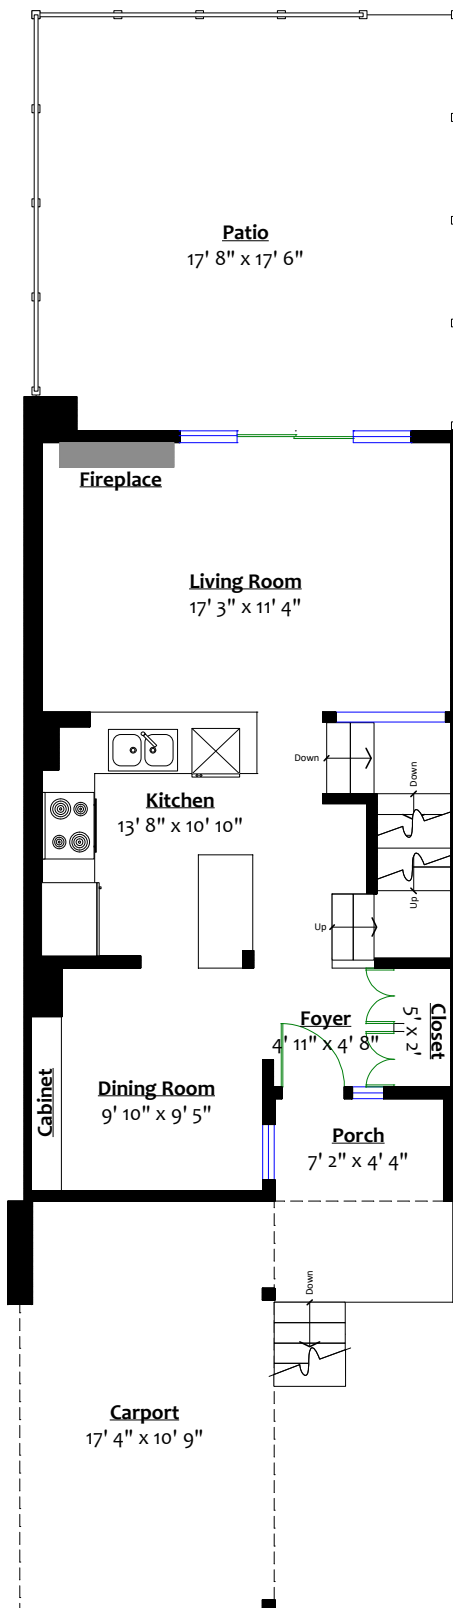 Patio
17' 8" x 17' 6"
Fireplace
Living Room
17' 3" x 11' 4"
Down
Down
Kitchen
13' 8" x 10' 10"
Up
Up
Foyer
4' 11" x 4' 8"
Closet
5' x 2'
Dining Room
9' 10" x 9' 5"
Cabinet
Porch
7' 2" x 4' 4"
Down
Carport
17' 4" x 10' 9"